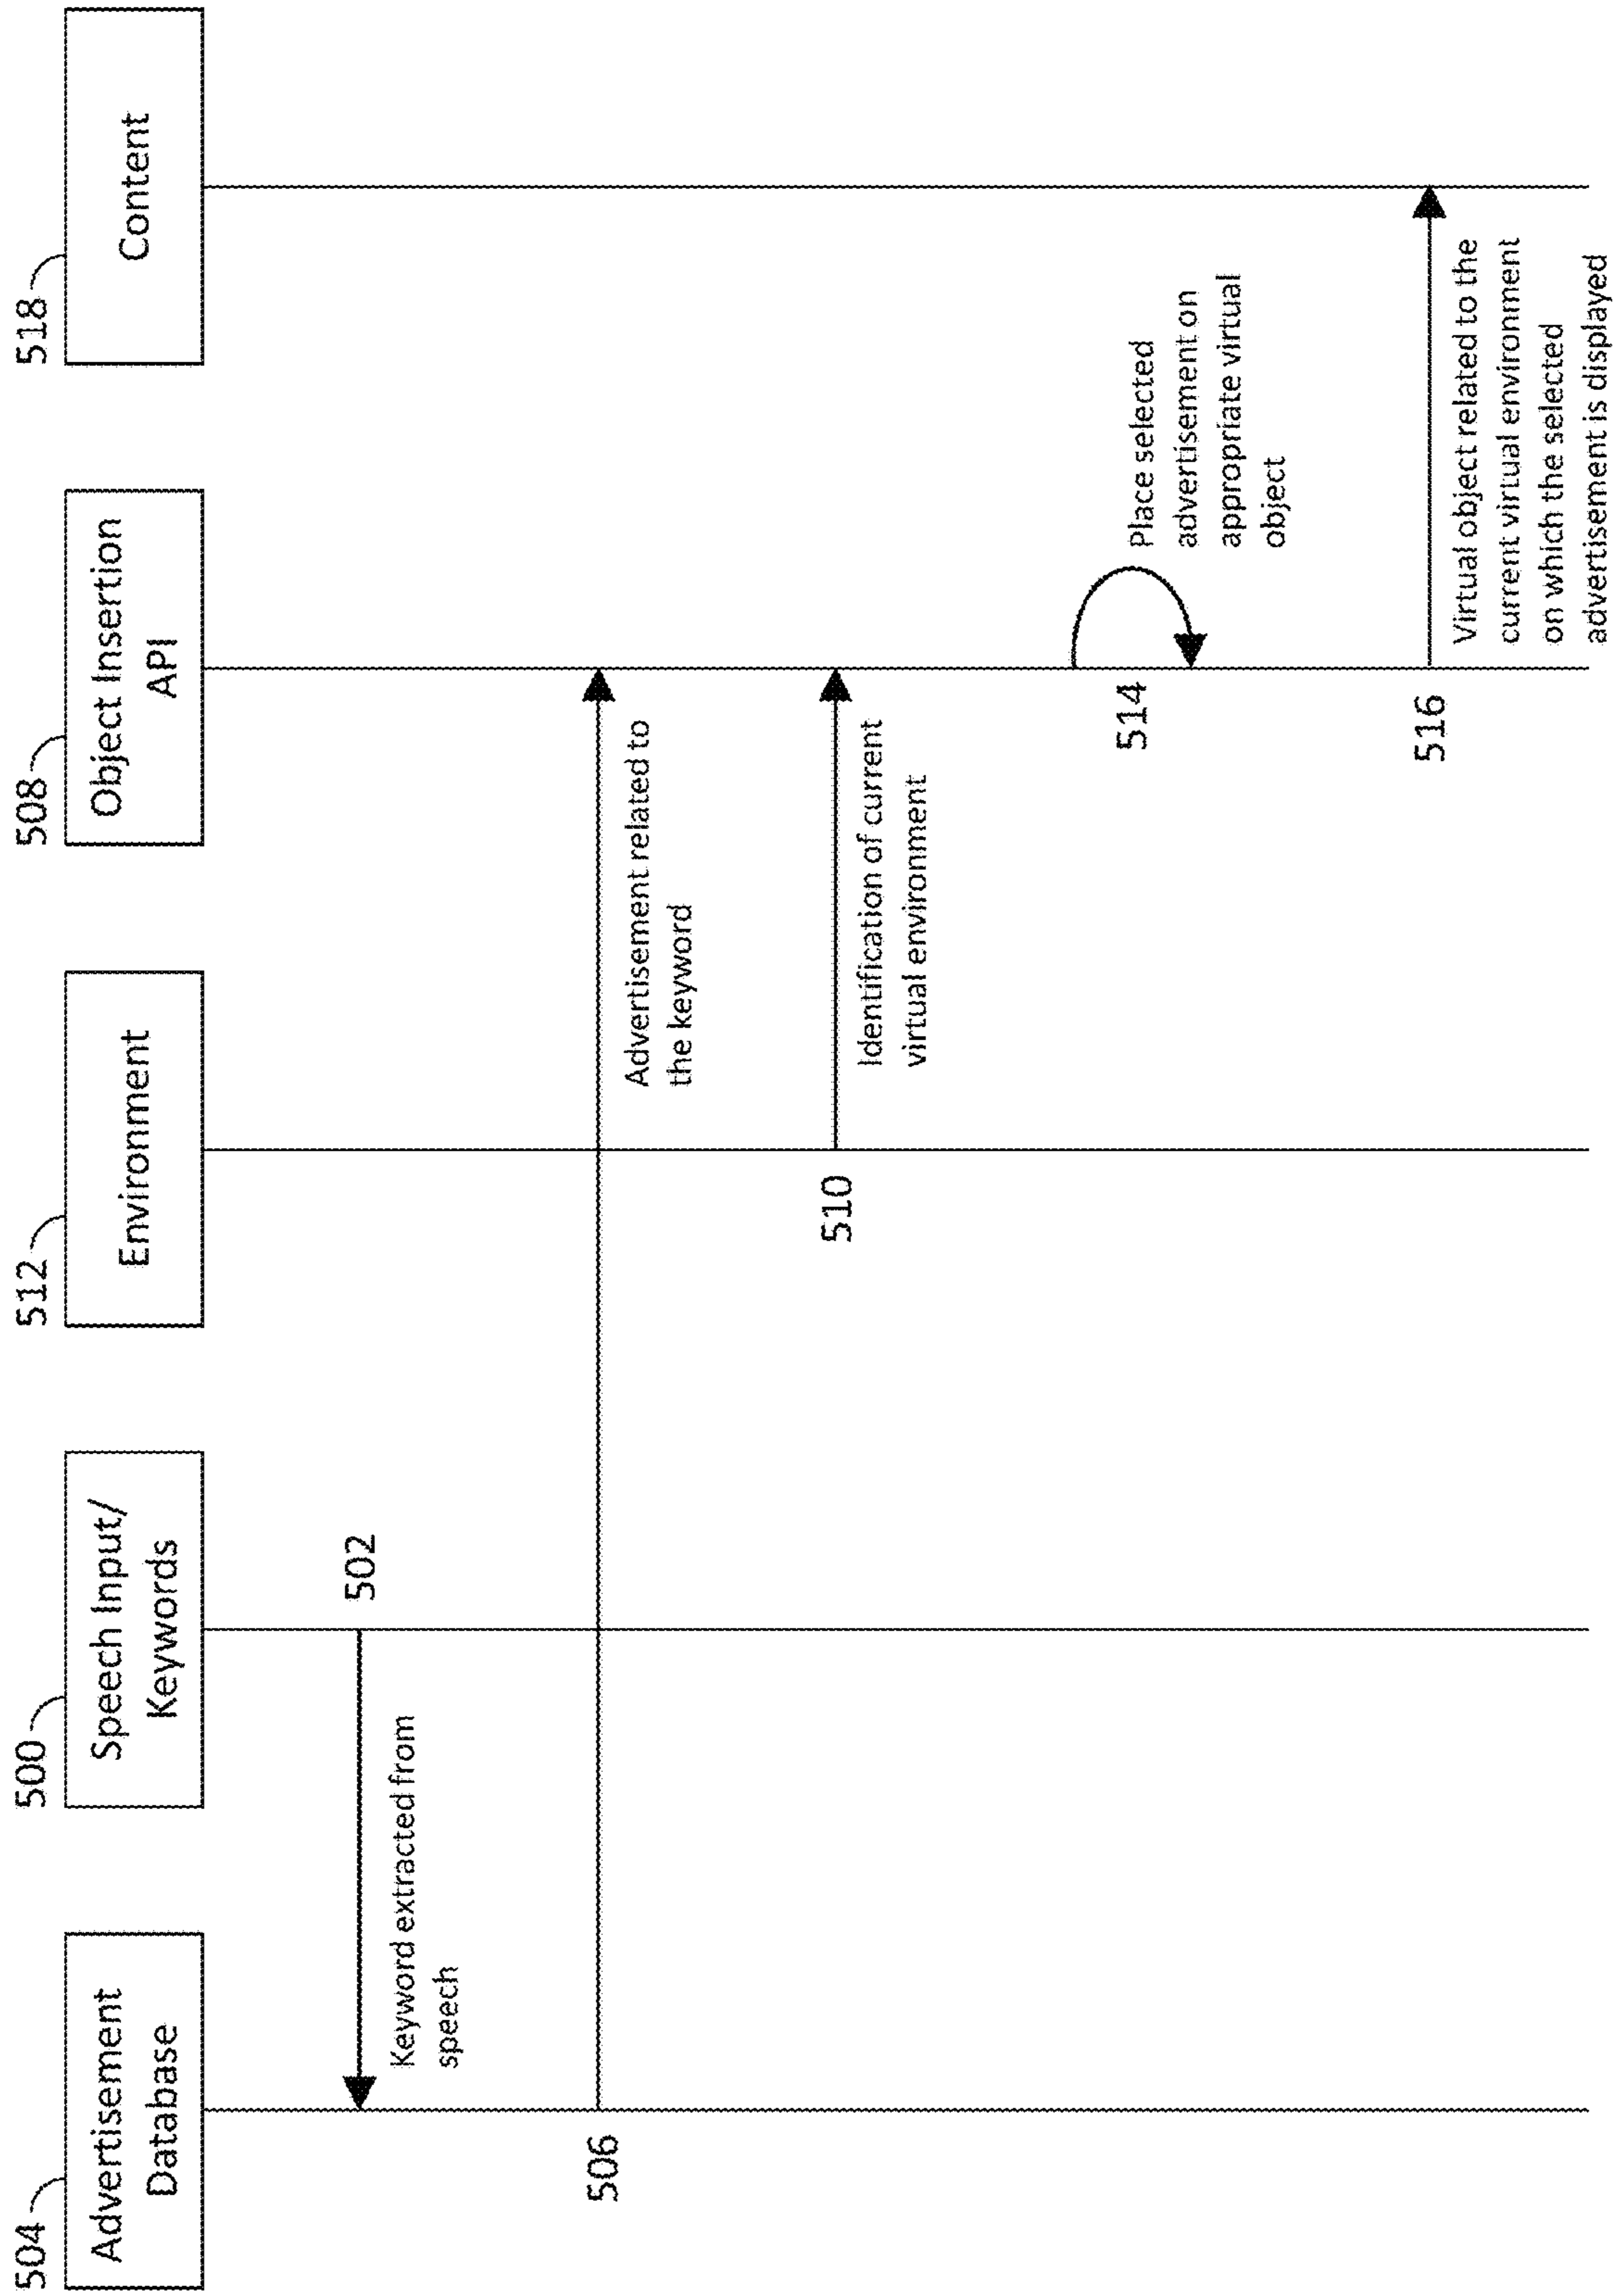 504
Advertisement
Database
500
Speech Input/
Keywords
512
Environment
508
Object Insertion
API
518
Content
502
Keyword extracted from
speech
506
Advertisement related to
the keyword
510
Identification of current
virtual environment
514
Place selected
advertisement on
appropriate virtual
object
516
Virtual object related to the
current virtual environment
on which the selected
advertisement is displayed